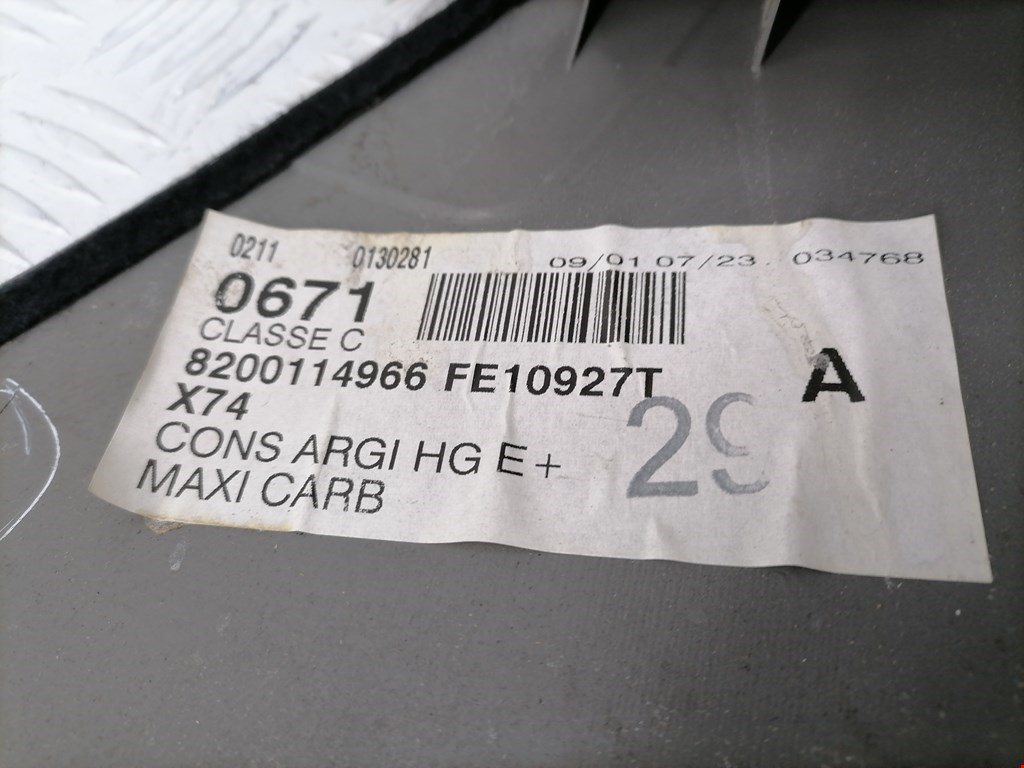 0211 0130281 09/01 07/23. 034768
0671
CLASSE C
8200114966 FE10927T A
X74 29
CONS ARGI HG E+
MAXI CARB